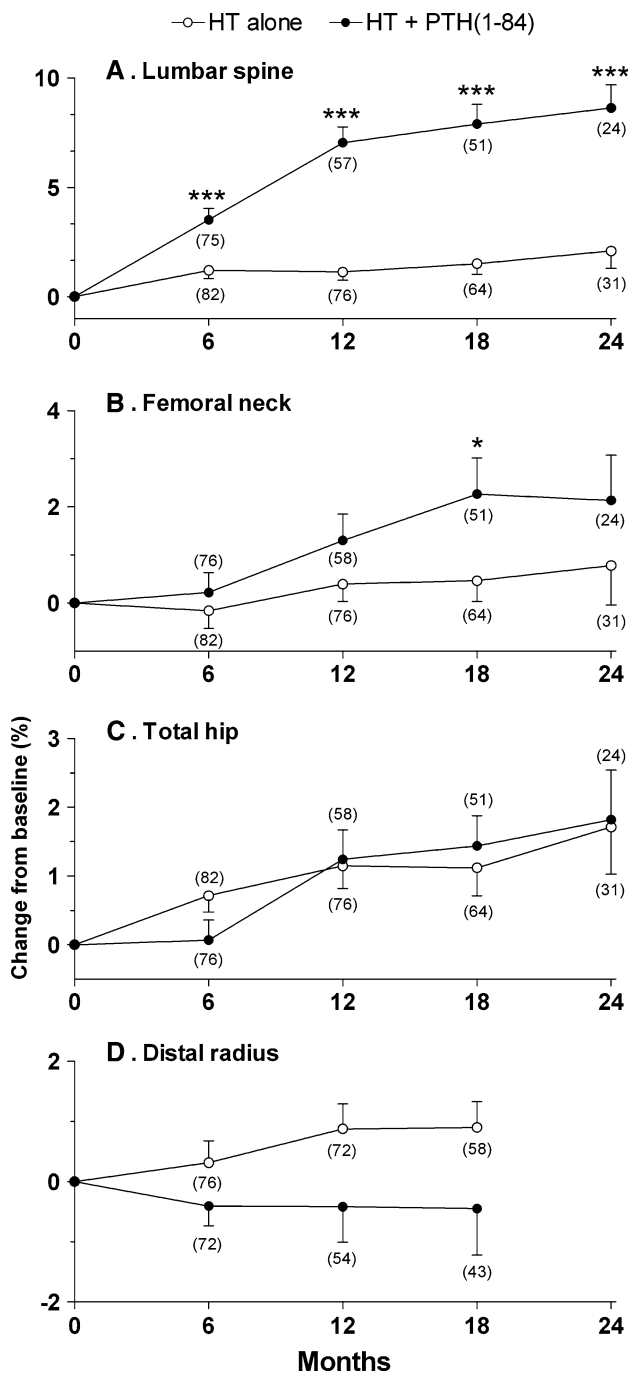 HT alone HT + PTH(1-84)
A . Lumbar spine
10
5
0
*** *** *** ***
(75) (57) (51) (24)
(82) (76) (64) (31)
0 6 12 18 24
B . Femoral neck
4
2
0
*
(76) (58) (51) (24)
(82) (76) (64) (31)
0 6 12 18 24
Change from baseline (%)
C . Total hip
3
2
1
0
(82) (58) (51) (24)
(76) (76) (64) (31)
0 6 12 18 24
D . Distal radius
2
0
-2
(76) (72) (58)
(72) (54) (43)
0 6 12 18 24
Months